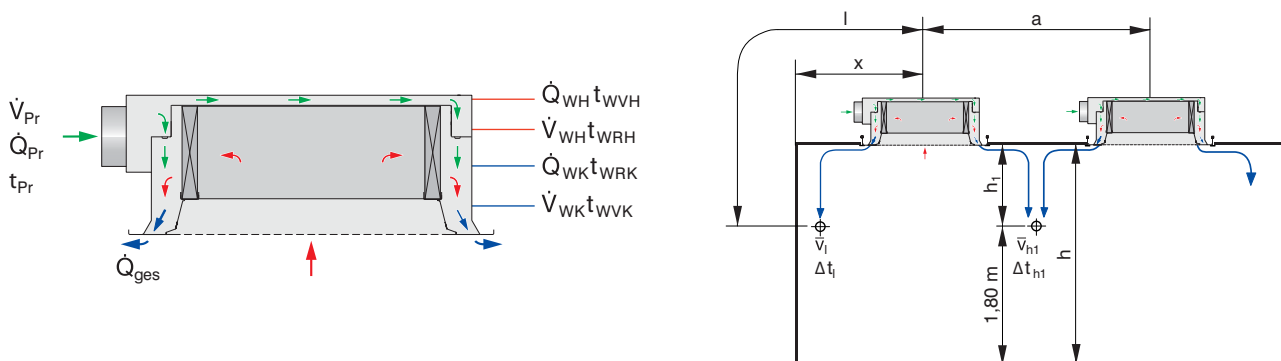 V̇Pr
Q̇Pr
tPr
Q̇WH tWVH
V̇WH tWRH
Q̇WK tWRK
V̇WK tWVK
Q̇ges
l
a
x
h1
v̄l
Δtl
v̄h1
Δth1
h
1,80 m